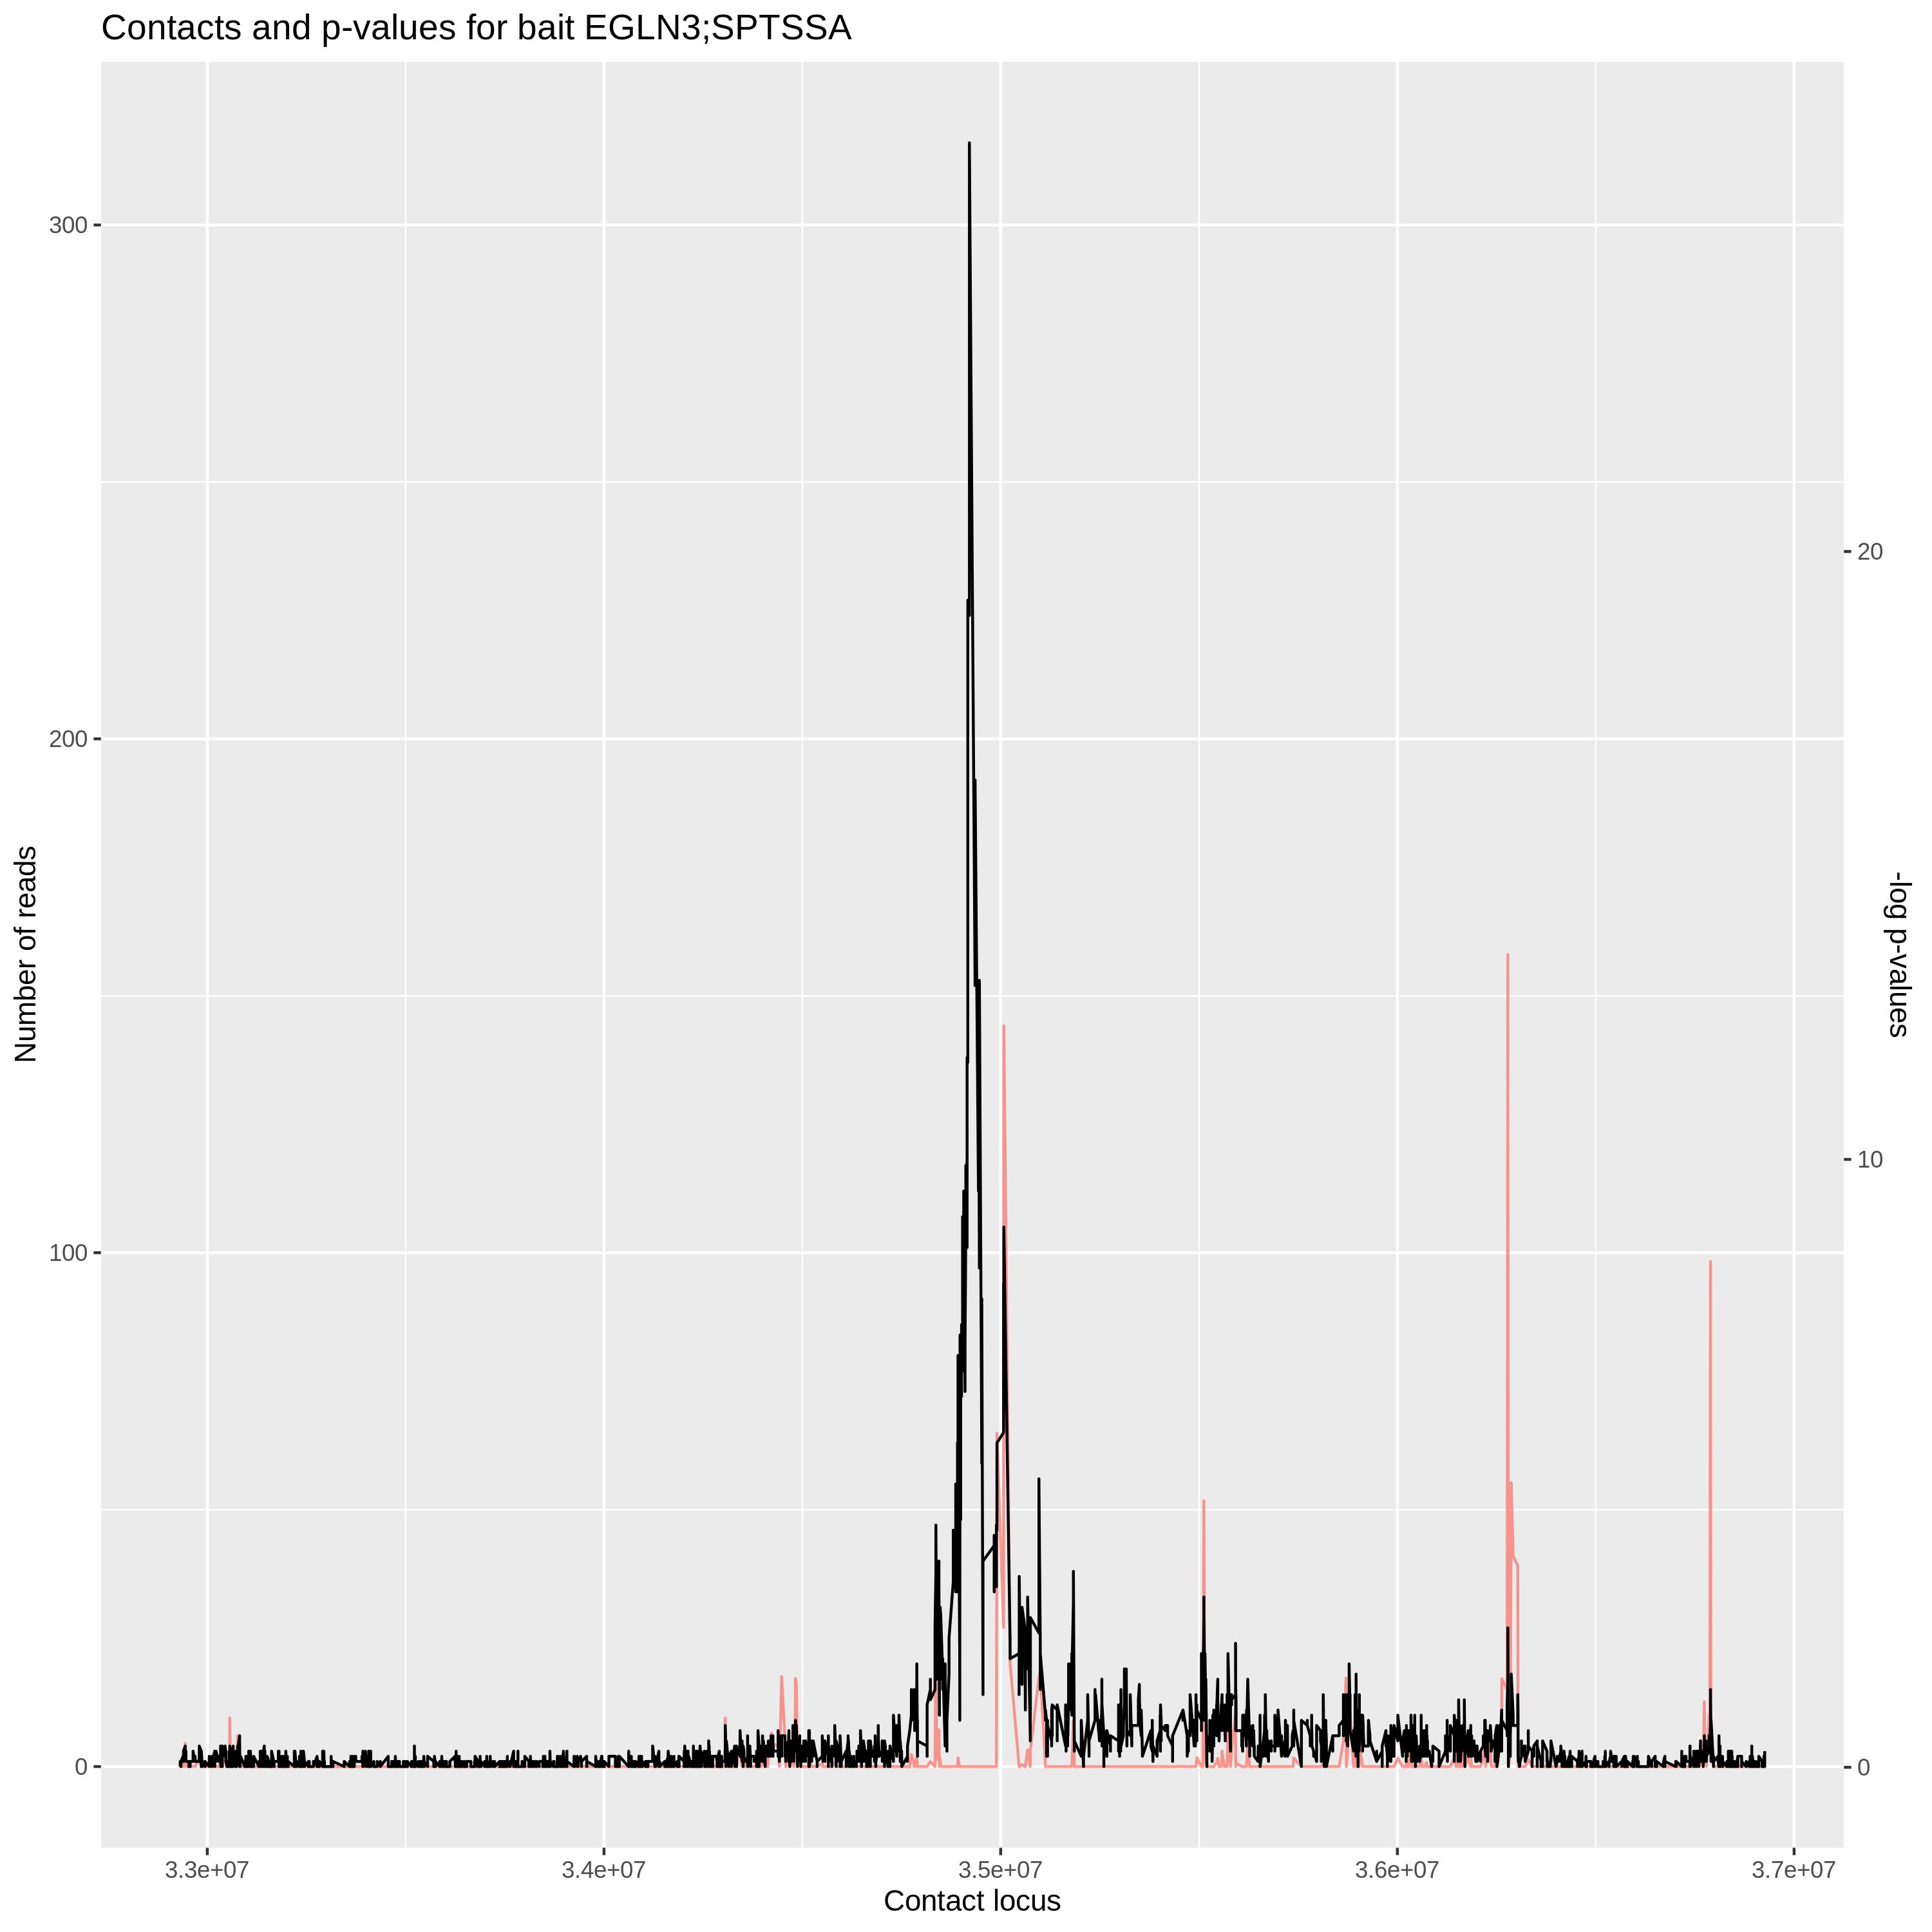 Contacts and p-values for bait EGLN3;SPTSSA
300
200
100
0
Number of reads
20
10
0
-log p-values
3.3e+07 3.4e+07 3.5e+07 3.6e+07 3.7e+07
Contact locus